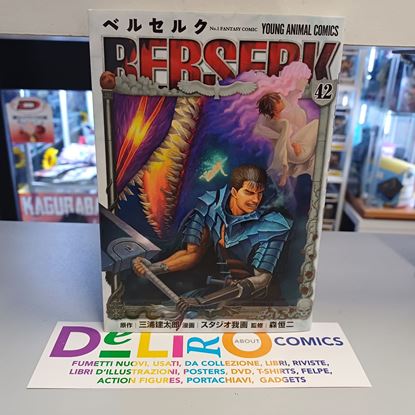 ベルセルク
No.1 FANTASY COMIC
YOUNG ANIMAL COMICS
BERSERK
42
KAGURABA
原作 三浦建太郎 漫画 スタジオ我画 監修 森恒二
DELIRO
ABOUT
COMICS
FUMETTI NUOVI, USATI, DA COLLEZIONE, LIBRI, RIVISTE,
LIBRI D'ILLUSTRAZIONI, POSTERS, DVD, T-SHIRTS, FELPE,
ACTION FIGURES, PORTACHIAVI, GADGETS